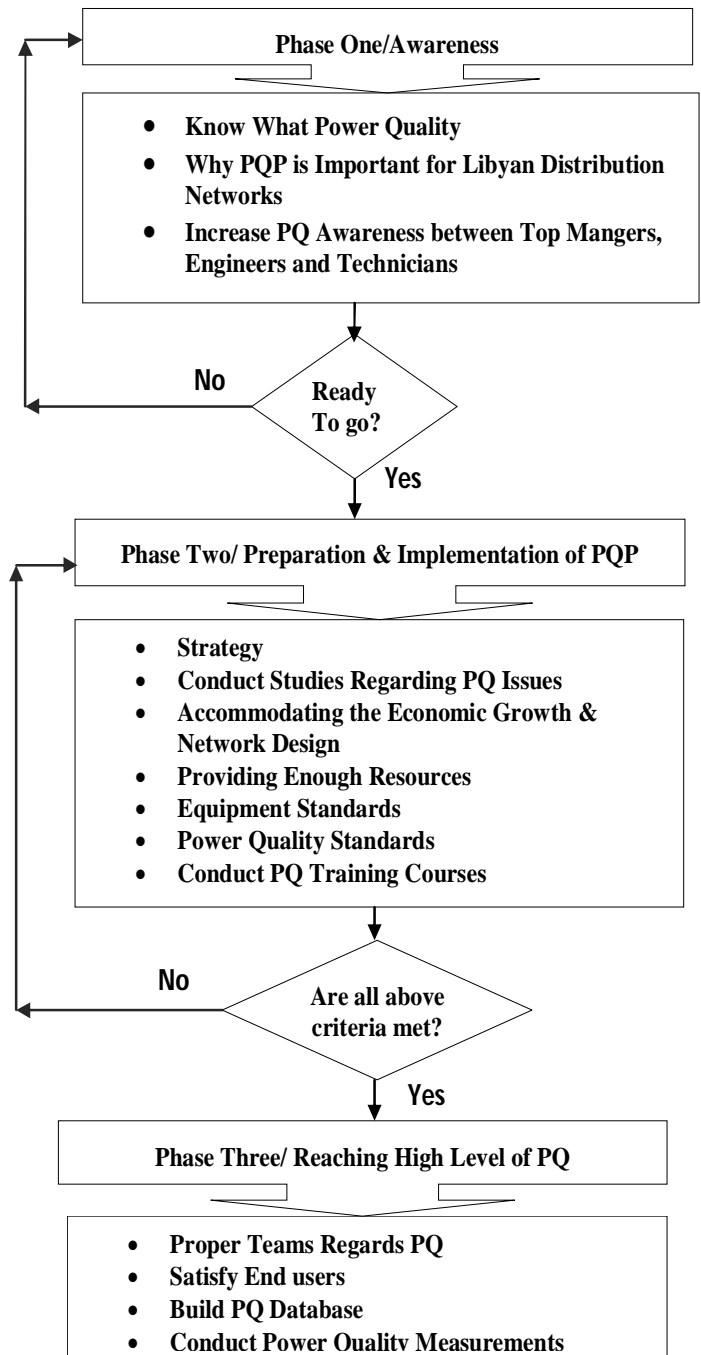 Phase One/Awareness
• Know What Power Quality
• Why PQP is Important for Libyan Distribution
Networks
• Increase PQ Awareness between Top Mangers,
Engineers and Technicians
No
Ready
To go?
Yes
Phase Two/ Preparation & Implementation of PQP
• Strategy
• Conduct Studies Regarding PQ Issues
• Accommodating the Economic Growth &
Network Design
• Providing Enough Resources
• Equipment Standards
• Power Quality Standards
• Conduct PQ Training Courses
No
Are all above
criteria met?
Yes
Phase Three/ Reaching High Level of PQ
• Proper Teams Regards PQ
• Satisfy End users
• Build PQ Database
• Conduct Power Quality Measurements